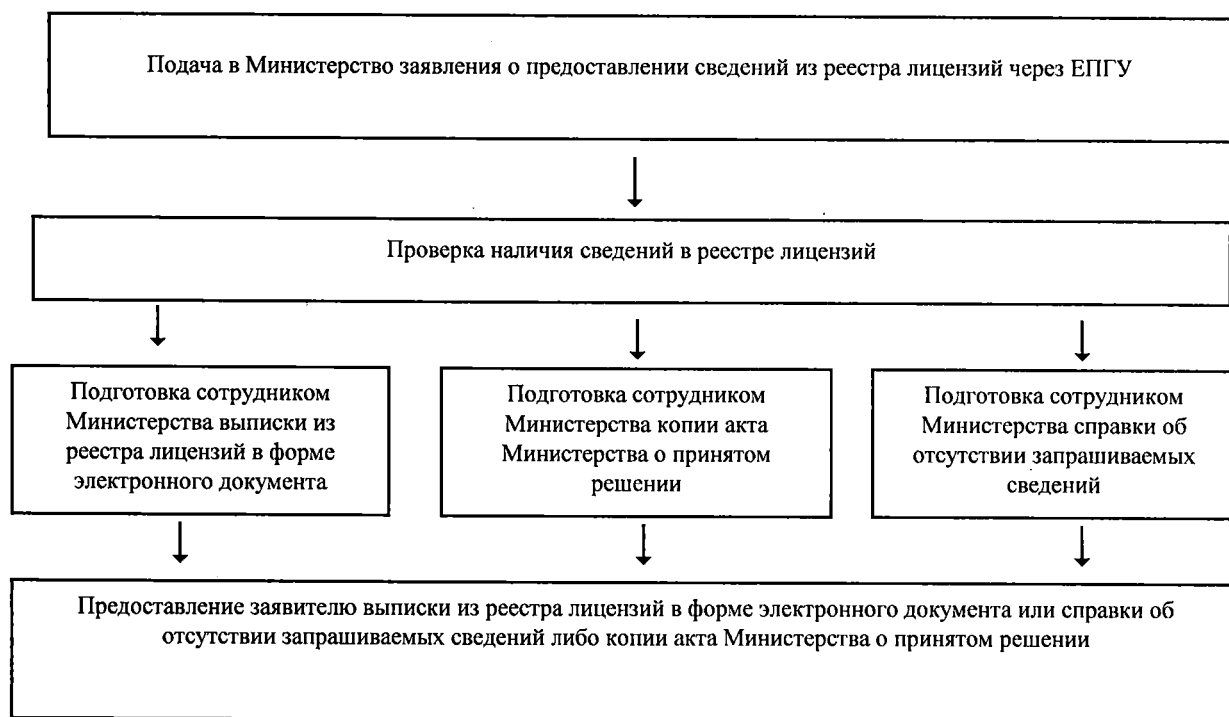 Подача в Министерство заявления о предоставлении сведений из реестра лицензий через ЕПГУ
Проверка наличия сведений в реестре лицензий
Подготовка сотрудником
Министерства выписки из
реестра лицензий в форме
электронного документа
Подготовка сотрудником
Министерства копии акта
Министерства о принятом
решении
Подготовка сотрудником
Министерства справки об
отсутствии запрашиваемых
сведений
Предоставление заявителю выписки из реестра лицензий в форме электронного документа или справки об
отсутствии запрашиваемых сведений либо копии акта Министерства о принятом решении